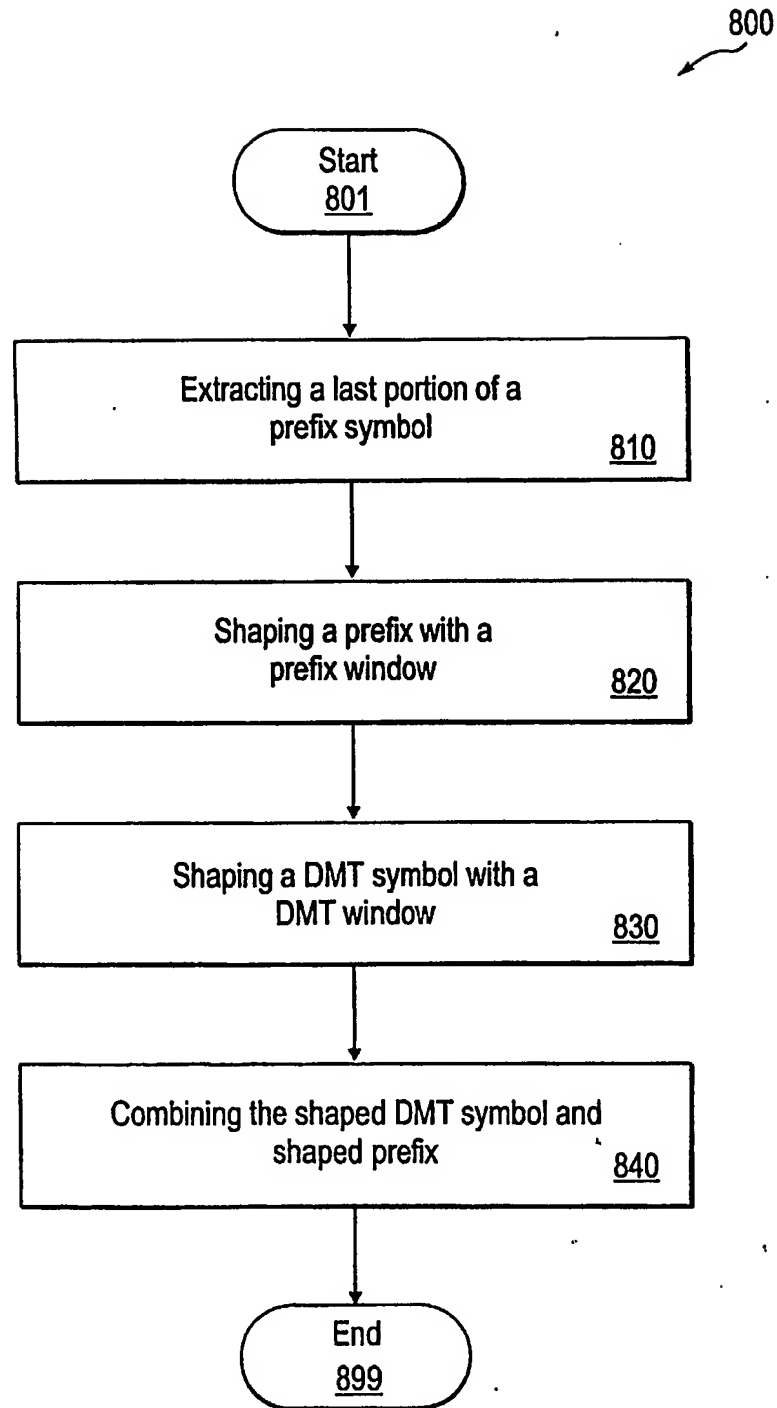 800
Start
801
Extracting a last portion of a
prefix symbol
810
Shaping a prefix with a
prefix window
820
Shaping a DMT symbol with a
DMT window
830
Combining the shaped DMT symbol and
shaped prefix
840
End
899